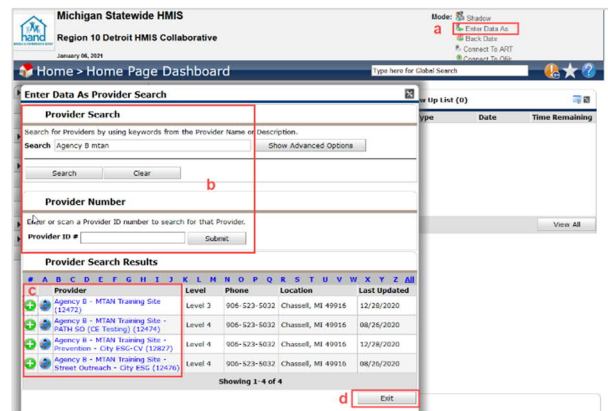 Michigan Statewide HMIS
Region 10 Detroit HMIS Collaborative
January 06, 2021
hand
Mode: Shadow
a Enter Data As
Back Date
Connect To ART
Connect To Qlik
Home > Home Page Dashboard
Type here for Global Search
Enter Data As Provider Search
Provider Search
Search for Providers by using keywords from the Provider Name or Description.
Search Agency B mtan Show Advanced Options
Search Clear
b
Provider Number
Enter or scan a Provider ID number to search for that Provider.
Provider ID # Submit
Provider Search Results
# A B C D E F G H I J K L M N O P Q R S T U V W X Y Z All
C Provider Level Phone Location Last Updated
Agency B - MTAN Training Site (12472) Level 3 906-523-5032 Chassell, MI 49916 12/28/2020
Agency B - MTAN Training Site - PATH SO (CE Testing) (12474) Level 4 906-523-5032 Chassell, MI 49916 08/26/2020
Agency B - MTAN Training Site - Prevention - City ESG-CV (12827) Level 4 906-523-5032 Chassell, MI 49916 12/28/2020
Agency B - MTAN Training Site - Street Outreach - City ESG (12476) Level 4 906-523-5032 Chassell, MI 49916 08/26/2020
Showing 1-4 of 4
d Exit
w Up List (0)
ype Date Time Remaining
View All